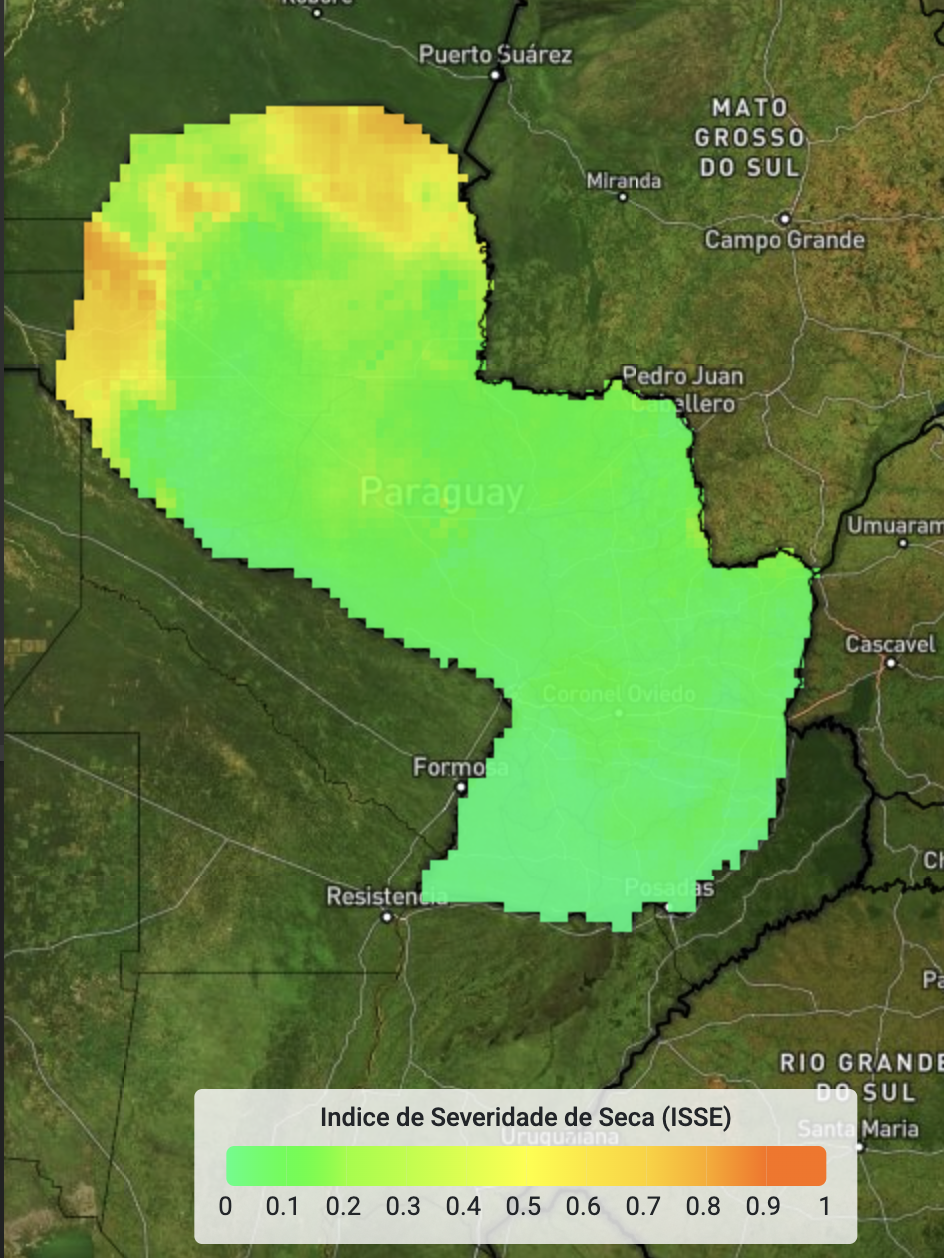 Puerto Suárez
MATO
GROSSO
DO SUL
Miranda
Campo Grande
Pedro Juan
Caballero
Paraguay
Umuaram
Coronel Oviedo
Cascavel
Formosa
Resistencia
Posadas
Ch
Pa
RIO GRANDE
DO SUL
Indice de Severidade de Seca (ISSE)
Uruguaiana
Santa Maria
0 0.1 0.2 0.3 0.4 0.5 0.6 0.7 0.8 0.9 1